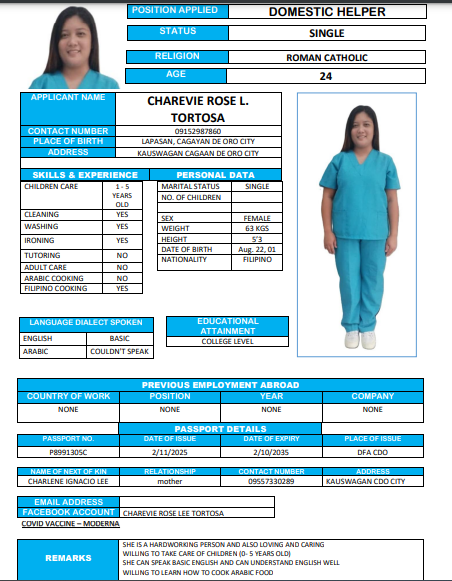 POSITION APPLIED DOMESTIC HELPER
STATUS SINGLE
RELIGION ROMAN CATHOLIC
AGE 24
APPLICANT NAME CHAREVIE ROSE L. TORTOSA
CONTACT NUMBER 09152987860
PLACE OF BIRTH LAPASAN, CAGAYAN DE ORO CITY
ADDRESS KAUSWAGAN CAGAAN DE ORO CITY
SKILLS & EXPERIENCE
CHILDREN CARE 1 - 5 YEARS OLD
CLEANING YES
WASHING YES
IRONING YES
TUTORING NO
ADULT CARE NO
ARABIC COOKING NO
FILIPINO COOKING YES
PERSONAL DATA
MARITAL STATUS SINGLE
NO. OF CHILDREN
SEX FEMALE
WEIGHT 63 KGS
HEIGHT 5'3
DATE OF BIRTH Aug. 22, 01
NATIONALITY FILIPINO
LANGUAGE DIALECT SPOKEN
ENGLISH BASIC
ARABIC COULDN'T SPEAK
EDUCATIONAL ATTAINMENT
COLLEGE LEVEL
PREVIOUS EMPLOYMENT ABROAD
COUNTRY OF WORK POSITION YEAR COMPANY
NONE NONE NONE NONE
PASSPORT DETAILS
PASSPORT NO. DATE OF ISSUE DATE OF EXPIRY PLACE OF ISSUE
P8991305C 2/11/2025 2/10/2035 DFA CDO
NAME OF NEXT OF KIN RELATIONSHIP CONTACT NUMBER ADDRESS
CHARLENE IGNACIO LEE mother 09557330289 KAUSWAGAN CDO CITY
EMAIL ADDRESS
FACEBOOK ACCOUNT CHAREVIE ROSE LEE TORTOSA
COVID VACCINE – MODERNA
REMARKS
SHE IS A HARDWORKING PERSON AND ALSO LOVING AND CARING
WILLING TO TAKE CARE OF CHILDREN (0- 5 YEARS OLD)
SHE CAN SPEAK BASIC ENGLISH AND CAN UNDERSTAND ENGLISH WELL
WILLING TO LEARN HOW TO COOK ARABIC FOOD